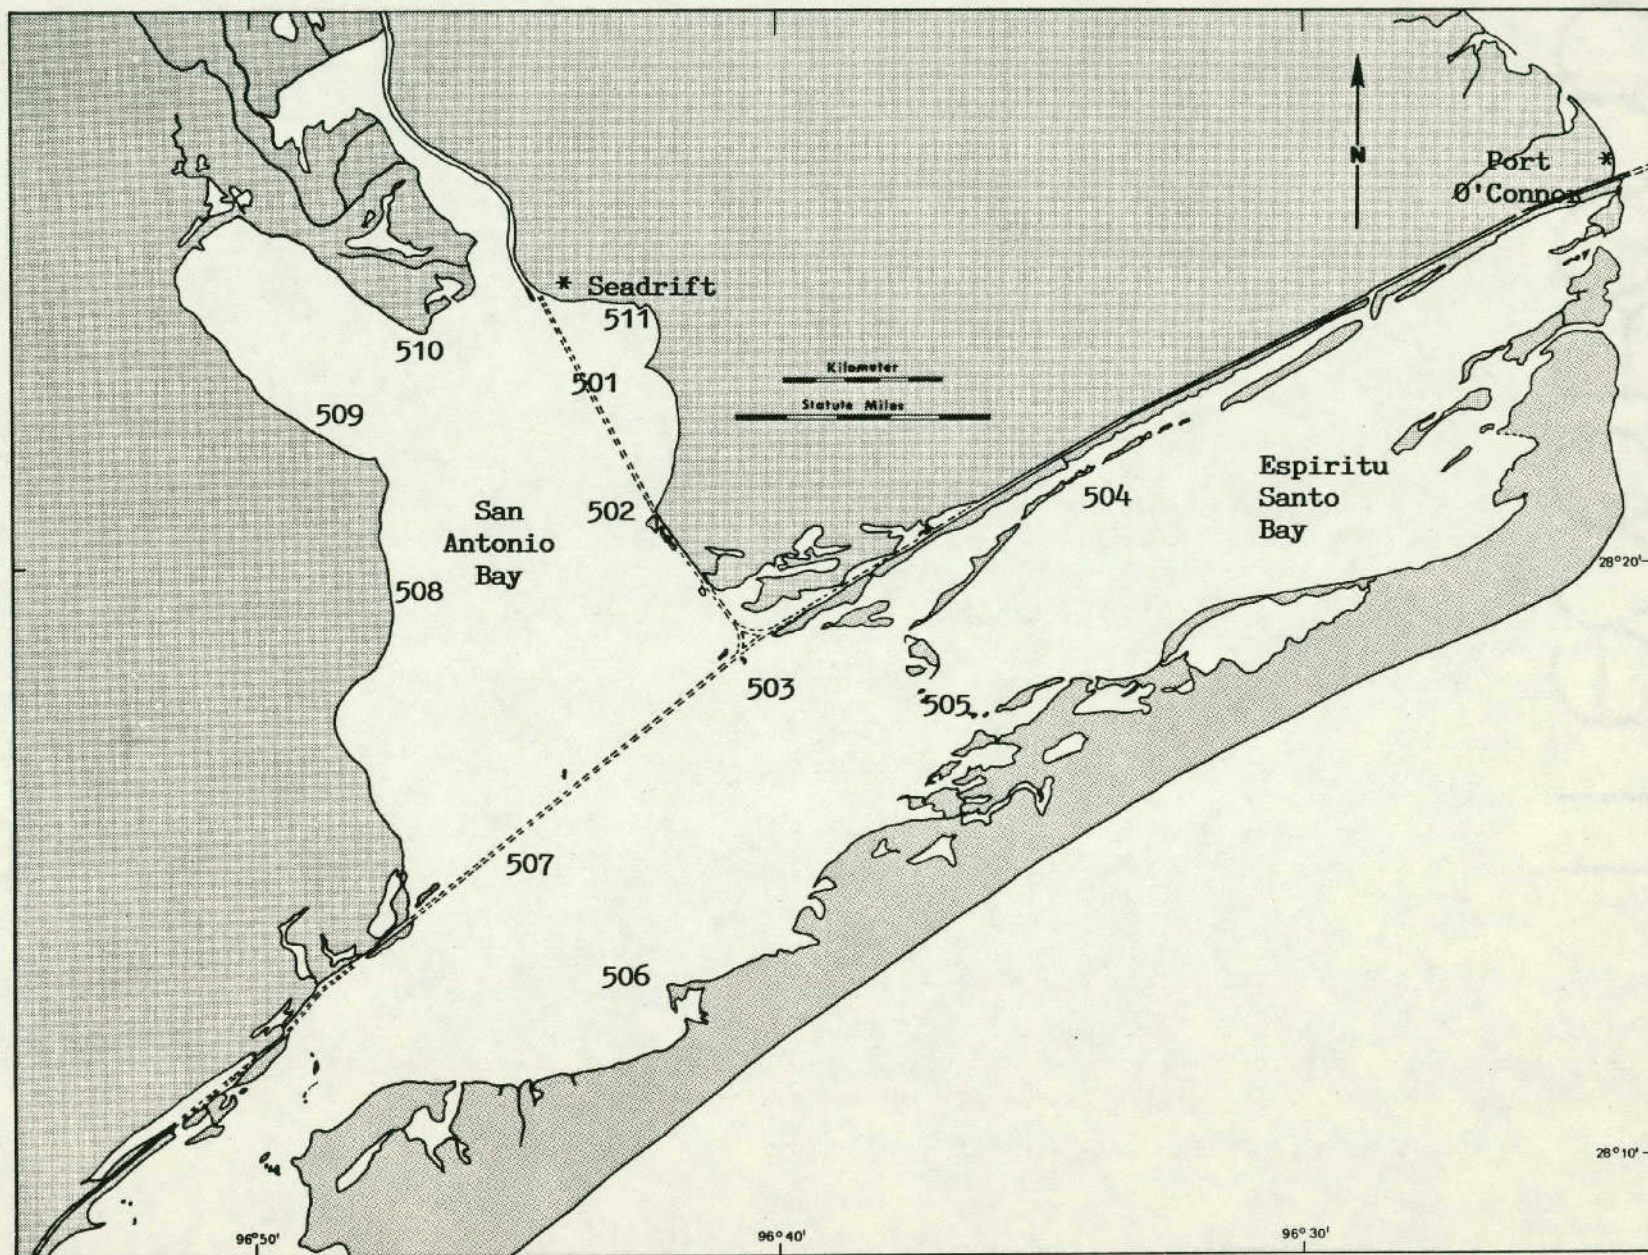 N
Port
O'Connor
*
* Seadrift
511
510
501
Kilometer
Statute Miles
509
Espiritu
Santo
Bay
504
502
San
Antonio
Bay
28°20'
508
503
505
507
506
28°10'
96°50'
96°40'
96°30'